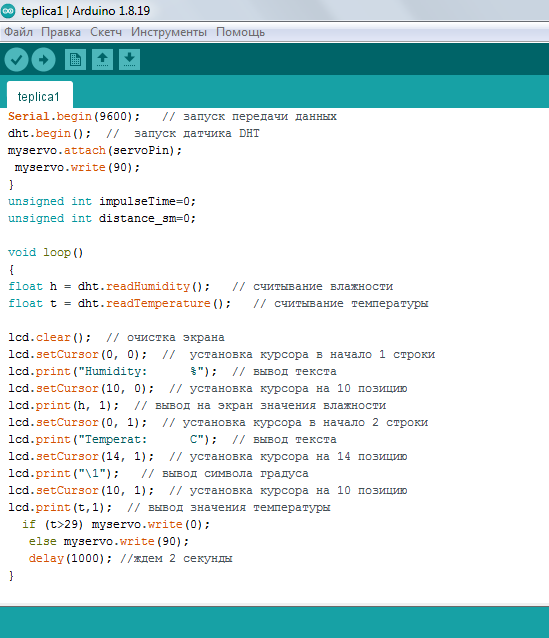 teplica1 | Arduino 1.8.19
Файл Правка Скетч Инструменты Помощь
teplica1
Serial.begin(9600);   // запуск передачи данных
dht.begin();  //  запуск датчика DHT
myservo.attach(servoPin);
 myservo.write(90);
}
unsigned int impulseTime=0;
unsigned int distance_sm=0;

void loop()
{
float h = dht.readHumidity();   // считывание влажности
float t = dht.readTemperature();   // считывание температуры

lcd.clear();  // очистка экрана
lcd.setCursor(0, 0);  //  установка курсора в начало 1 строки
lcd.print("Humidity:      %");  // вывод текста
lcd.setCursor(10, 0);  // установка курсора на 10 позицию
lcd.print(h, 1);  // вывод на экран значения влажности
lcd.setCursor(0, 1);  // установка курсора в начало 2 строки
lcd.print("Temperat:      C");  // вывод текста
lcd.setCursor(14, 1);  // установка курсора на 14 позицию
lcd.print("\1");   // вывод символа градуса
lcd.setCursor(10, 1);  // установка курсора на 10 позицию
lcd.print(t,1);  // вывод значения температуры
  if (t>29) myservo.write(0);
   else myservo.write(90);
   delay(1000); //ждем 2 секунды
}